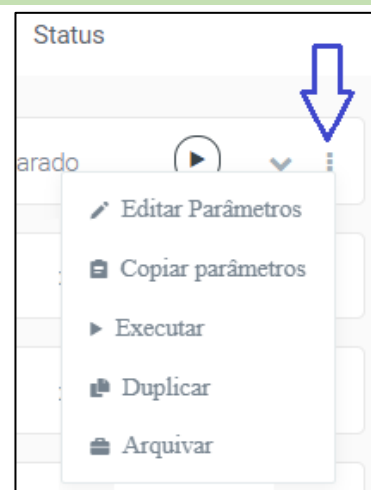 Status
arado
Editar Parâmetros
Copiar parâmetros
Executar
Duplicar
Arquivar